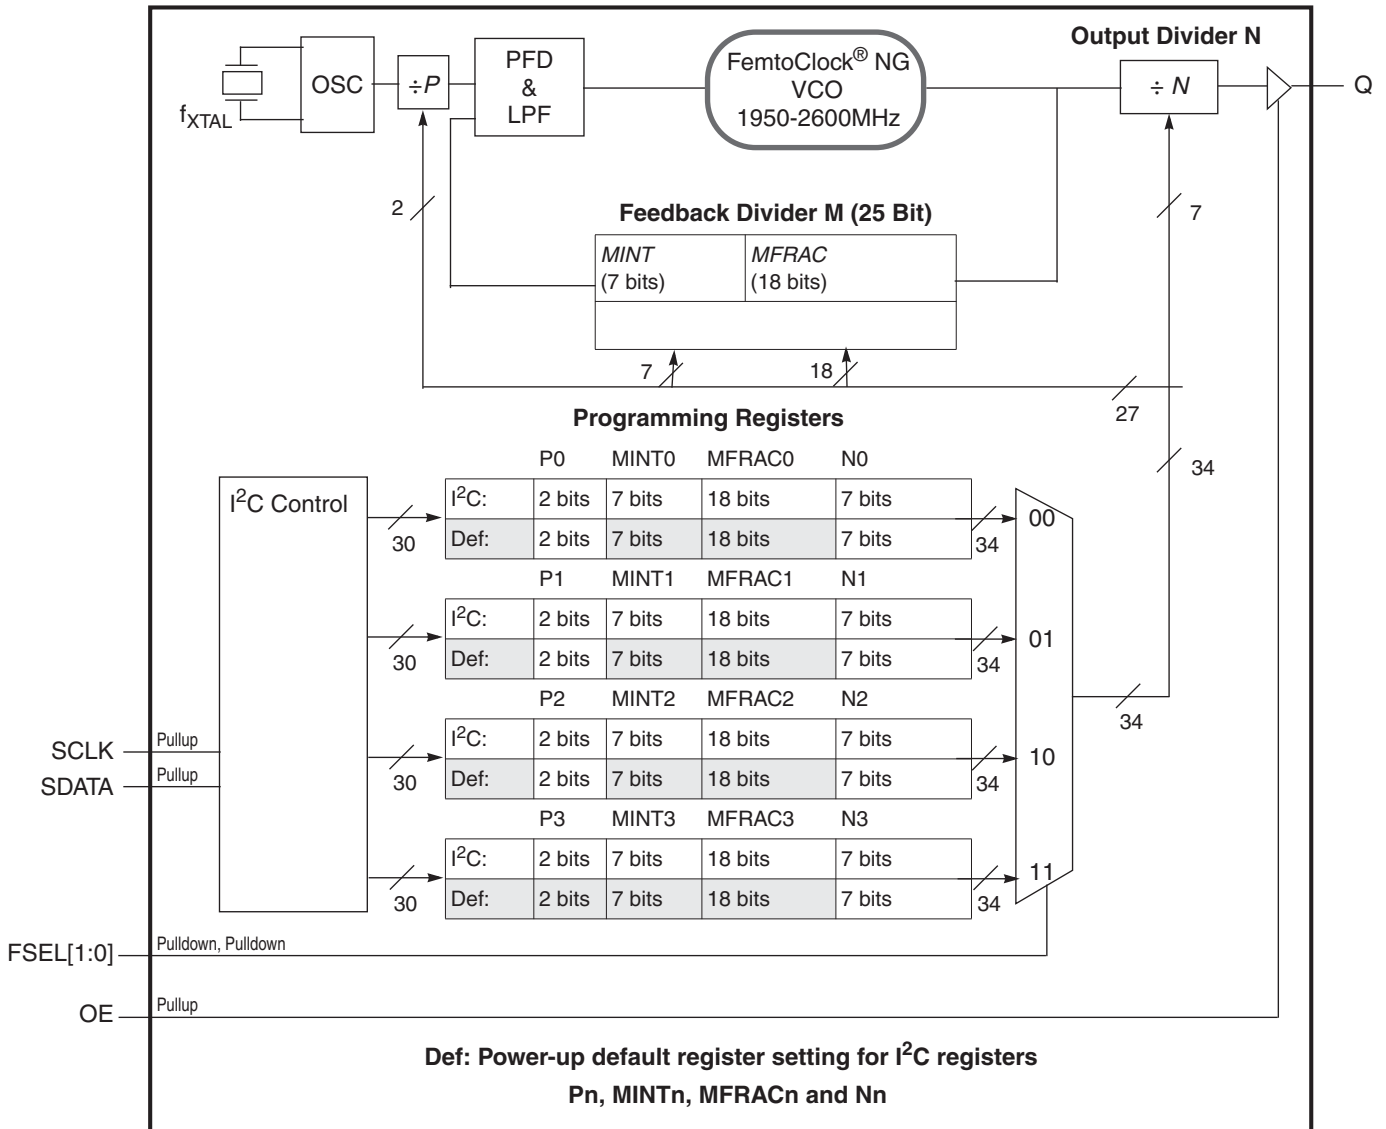 Output Divider N
OSC
÷P
PFD
&
LPF
FemtoClock® NG
VCO
1950-2600MHz
÷ N
Q
fXTAL
2
7
Feedback Divider M (25 Bit)
MINT
(7 bits)
MFRAC
(18 bits)
7
18
27
Programming Registers
34
P0 MINT0 MFRAC0 N0
I²C Control
I²C: 2 bits 7 bits 18 bits 7 bits
Def: 2 bits 7 bits 18 bits 7 bits
30
34
00
P1 MINT1 MFRAC1 N1
I²C: 2 bits 7 bits 18 bits 7 bits
Def: 2 bits 7 bits 18 bits 7 bits
30
34
01
P2 MINT2 MFRAC2 N2
34
I²C: 2 bits 7 bits 18 bits 7 bits
Def: 2 bits 7 bits 18 bits 7 bits
30
34
10
SCLK Pullup
SDATA Pullup
P3 MINT3 MFRAC3 N3
I²C: 2 bits 7 bits 18 bits 7 bits
Def: 2 bits 7 bits 18 bits 7 bits
30
34
11
FSEL[1:0] Pulldown, Pulldown
OE Pullup
Def: Power-up default register setting for I²C registers
Pn, MINTn, MFRACn and Nn